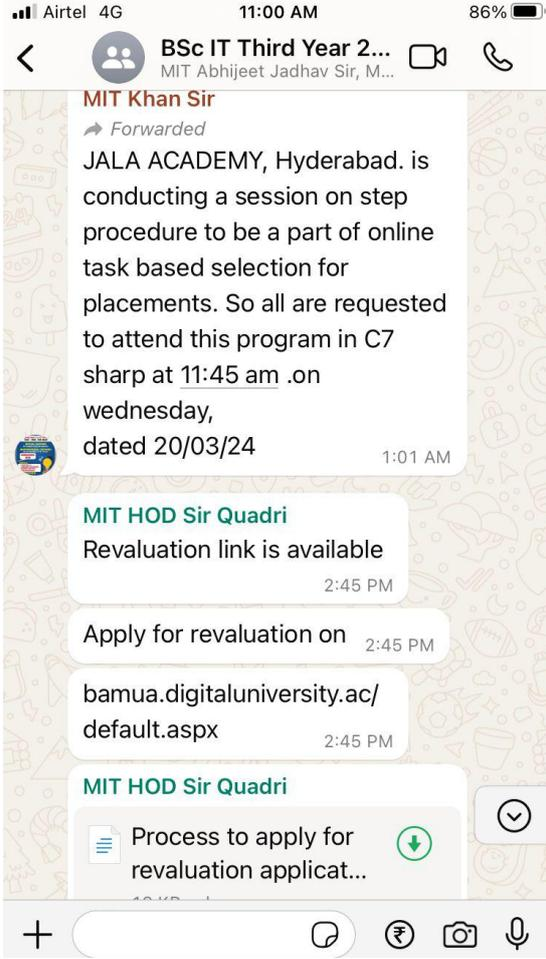 Airtel 4G 11:00 AM 86%
BSc IT Third Year 2...
MIT Abhijeet Jadhav Sir, M...
MIT Khan Sir
Forwarded
JALA ACADEMY, Hyderabad. is
conducting a session on step
procedure to be a part of online
task based selection for
placements. So all are requested
to attend this program in C7
sharp at 11:45 am .on
wednesday,
dated 20/03/24
1:01 AM
MIT HOD Sir Quadri
Revaluation link is available
2:45 PM
Apply for revaluation on 2:45 PM
bamua.digitaluniversity.ac/
default.aspx
2:45 PM
MIT HOD Sir Quadri
Process to apply for
revaluation applicat...